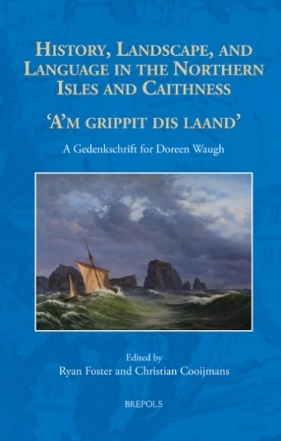 HISTORY, LANDSCAPE, AND
LANGUAGE IN THE NORTHERN
ISLES AND CAITHNESS
‘A’M GRIPPIT DIS LAAND’
A Gedenkschrift for Doreen Waugh
Edited by
Ryan Foster and Christian Cooijmans
BREPOLS